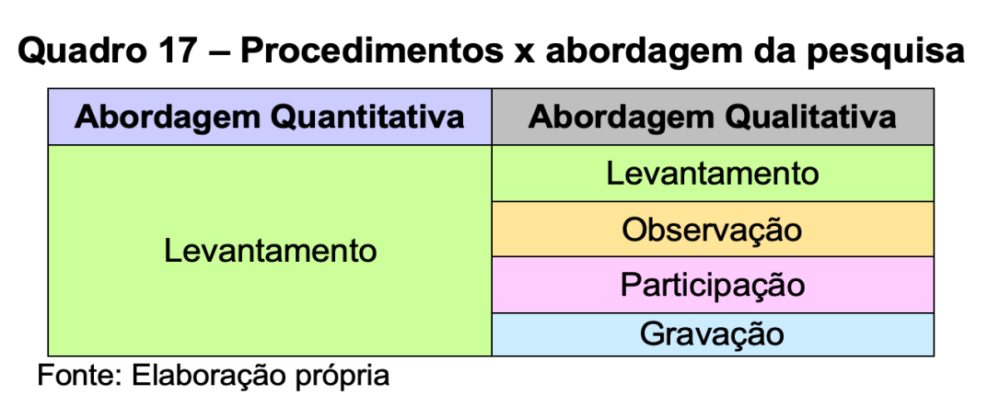 Quadro 17 – Procedimentos x abordagem da pesquisa
Abordagem Quantitativa
Abordagem Qualitativa
Levantamento
Levantamento
Observação
Participação
Gravação
Fonte: Elaboração própria